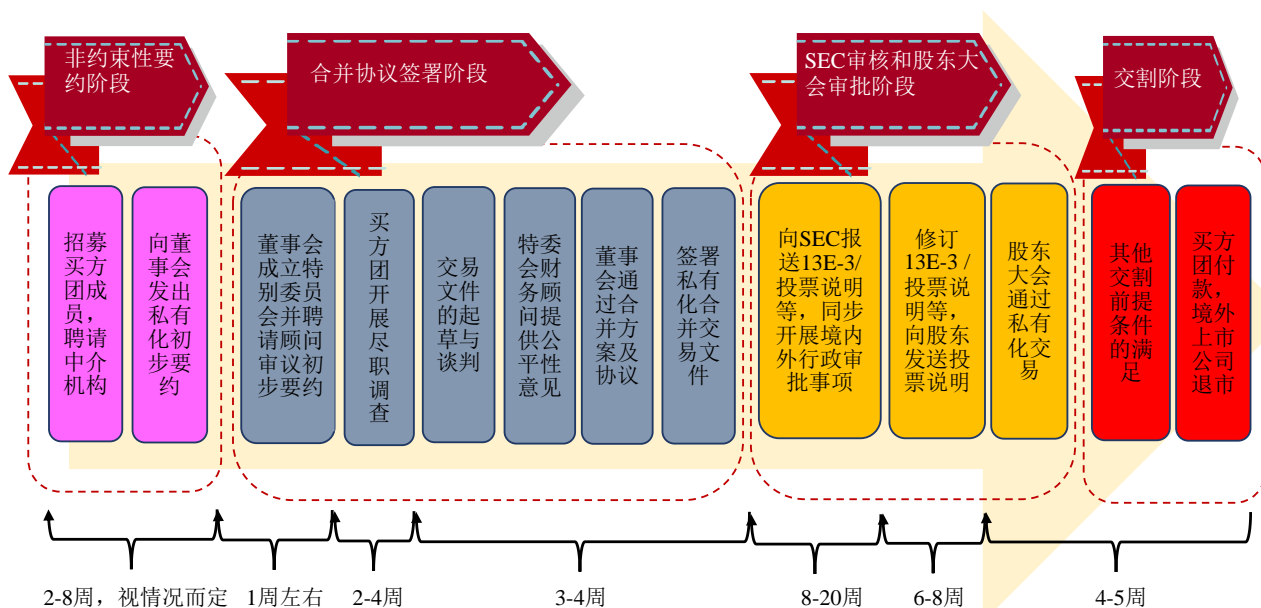 非约束性要
约阶段
合并协议签署阶段
SEC审核和股东大
会审批阶段
交割阶段
招募
买方
团成
员，
聘请
中介
机构
向董
事会
发出
私有
化初
步要
约
董事会
成立特
别委员
会并聘
请顾问
审议初
步要约
买
方
团
开
展
尽
职
调
查
交易
文件
的起
草与
谈判
特委
会财
务顾
问提
供公
平性
意见
董事
会通
过合
并方
案及
协议
签署
私有
化合
并交
易文
件
向SEC报
送13E-3/
投票说明
等，同步
开展境内
外行政审
批事项
修订
13E-3 /
投票说
明等，
向股东
发送投
票说明
股东
大会
通过
私有
化交
易
其他
交割
前提
条件
的满
足
买方
团付
款，
境外
上市
公司
退市
2-8周，视情况而定
1周左右
2-4周
3-4周
8-20周
6-8周
4-5周